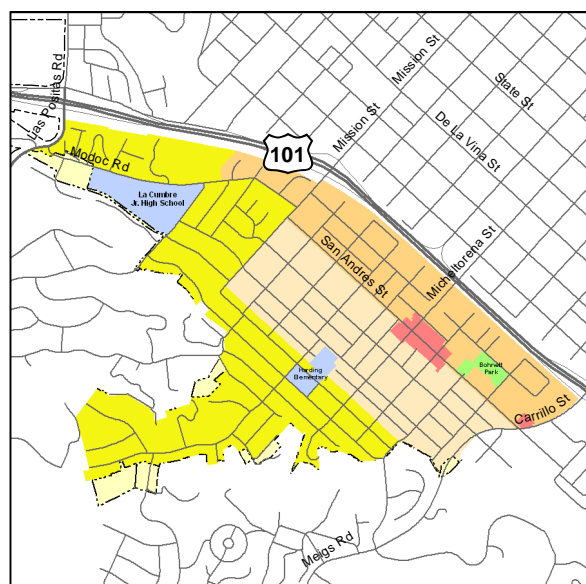 Mission St
Las Positas Rd
State St
Mission St
De La Vina St
101
Modoc Rd
La Cumbre
Jr. High School
Micheltorena St
San Andres St
Harding
Elementary
Bohnett
Park
Carrillo St
Meigs Rd